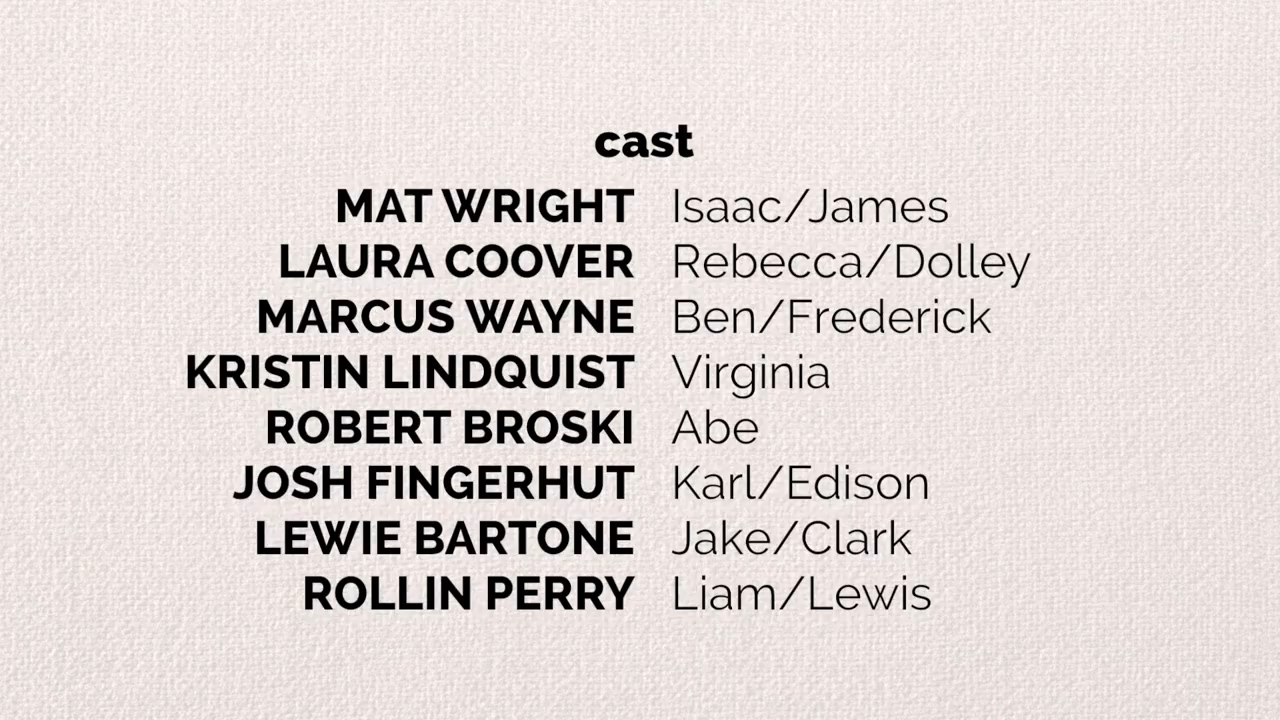 cast
MAT WRIGHT Isaac/James
LAURA COOVER Rebecca/Dolley
MARCUS WAYNE Ben/Frederick
KRISTIN LINDQUIST Virginia
ROBERT BROSKI Abe
JOSH FINGERHUT Karl/Edison
LEWIE BARTONE Jake/Clark
ROLLIN PERRY Liam/Lewis